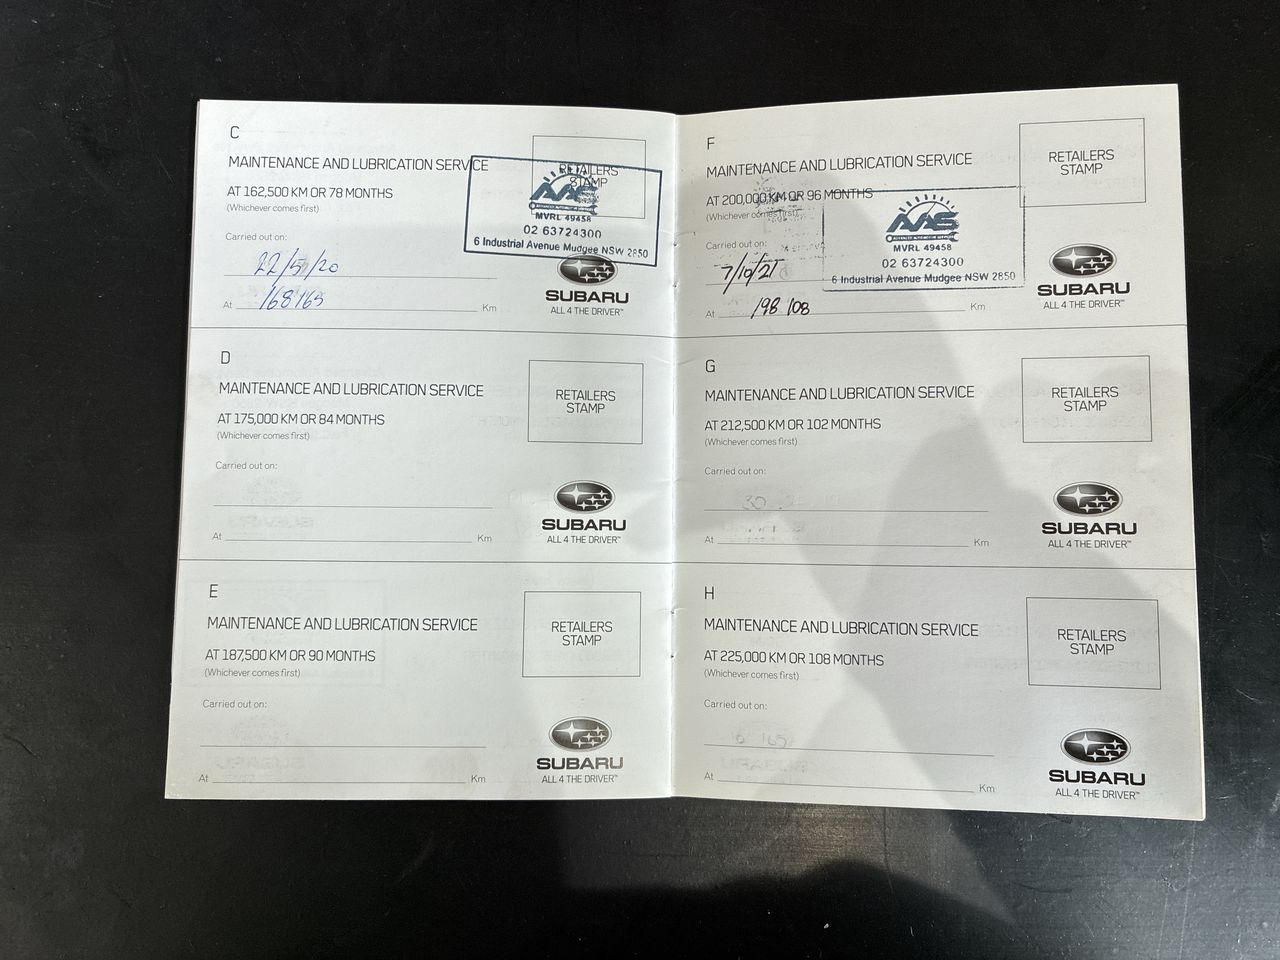 C
MAINTENANCE AND LUBRICATION SERVICE
AT 162,500 KM OR 78 MONTHS
(Whichever comes first)
Carried out on:
22/5/20
At 168165 Km
RETAILERS
STAMP
AAS
MVRL 49458
02 63724300
6 Industrial Avenue Mudgee NSW 2850
SUBARU
ALL 4 THE DRIVER™
D
MAINTENANCE AND LUBRICATION SERVICE
AT 175,000 KM OR 84 MONTHS
(Whichever comes first)
Carried out on:
At Km
RETAILERS
STAMP
SUBARU
ALL 4 THE DRIVER™
E
MAINTENANCE AND LUBRICATION SERVICE
AT 187,500 KM OR 90 MONTHS
(Whichever comes first)
Carried out on:
At Km
RETAILERS
STAMP
SUBARU
ALL 4 THE DRIVER™
F
MAINTENANCE AND LUBRICATION SERVICE
AT 200,000 KM OR 96 MONTHS
(Whichever comes first)
Carried out on:
7/10/21
At 198 108 Km
RETAILERS
STAMP
AAS
ADVANCED AUTOMOTIVE SERVICES
MVRL 49458
02 63724300
6 Industrial Avenue Mudgee NSW 2850
SUBARU
ALL 4 THE DRIVER™
G
MAINTENANCE AND LUBRICATION SERVICE
AT 212,500 KM OR 102 MONTHS
(Whichever comes first)
Carried out on:
At Km
RETAILERS
STAMP
SUBARU
ALL 4 THE DRIVER™
H
MAINTENANCE AND LUBRICATION SERVICE
AT 225,000 KM OR 108 MONTHS
(Whichever comes first)
Carried out on:
At Km
RETAILERS
STAMP
SUBARU
ALL 4 THE DRIVER™